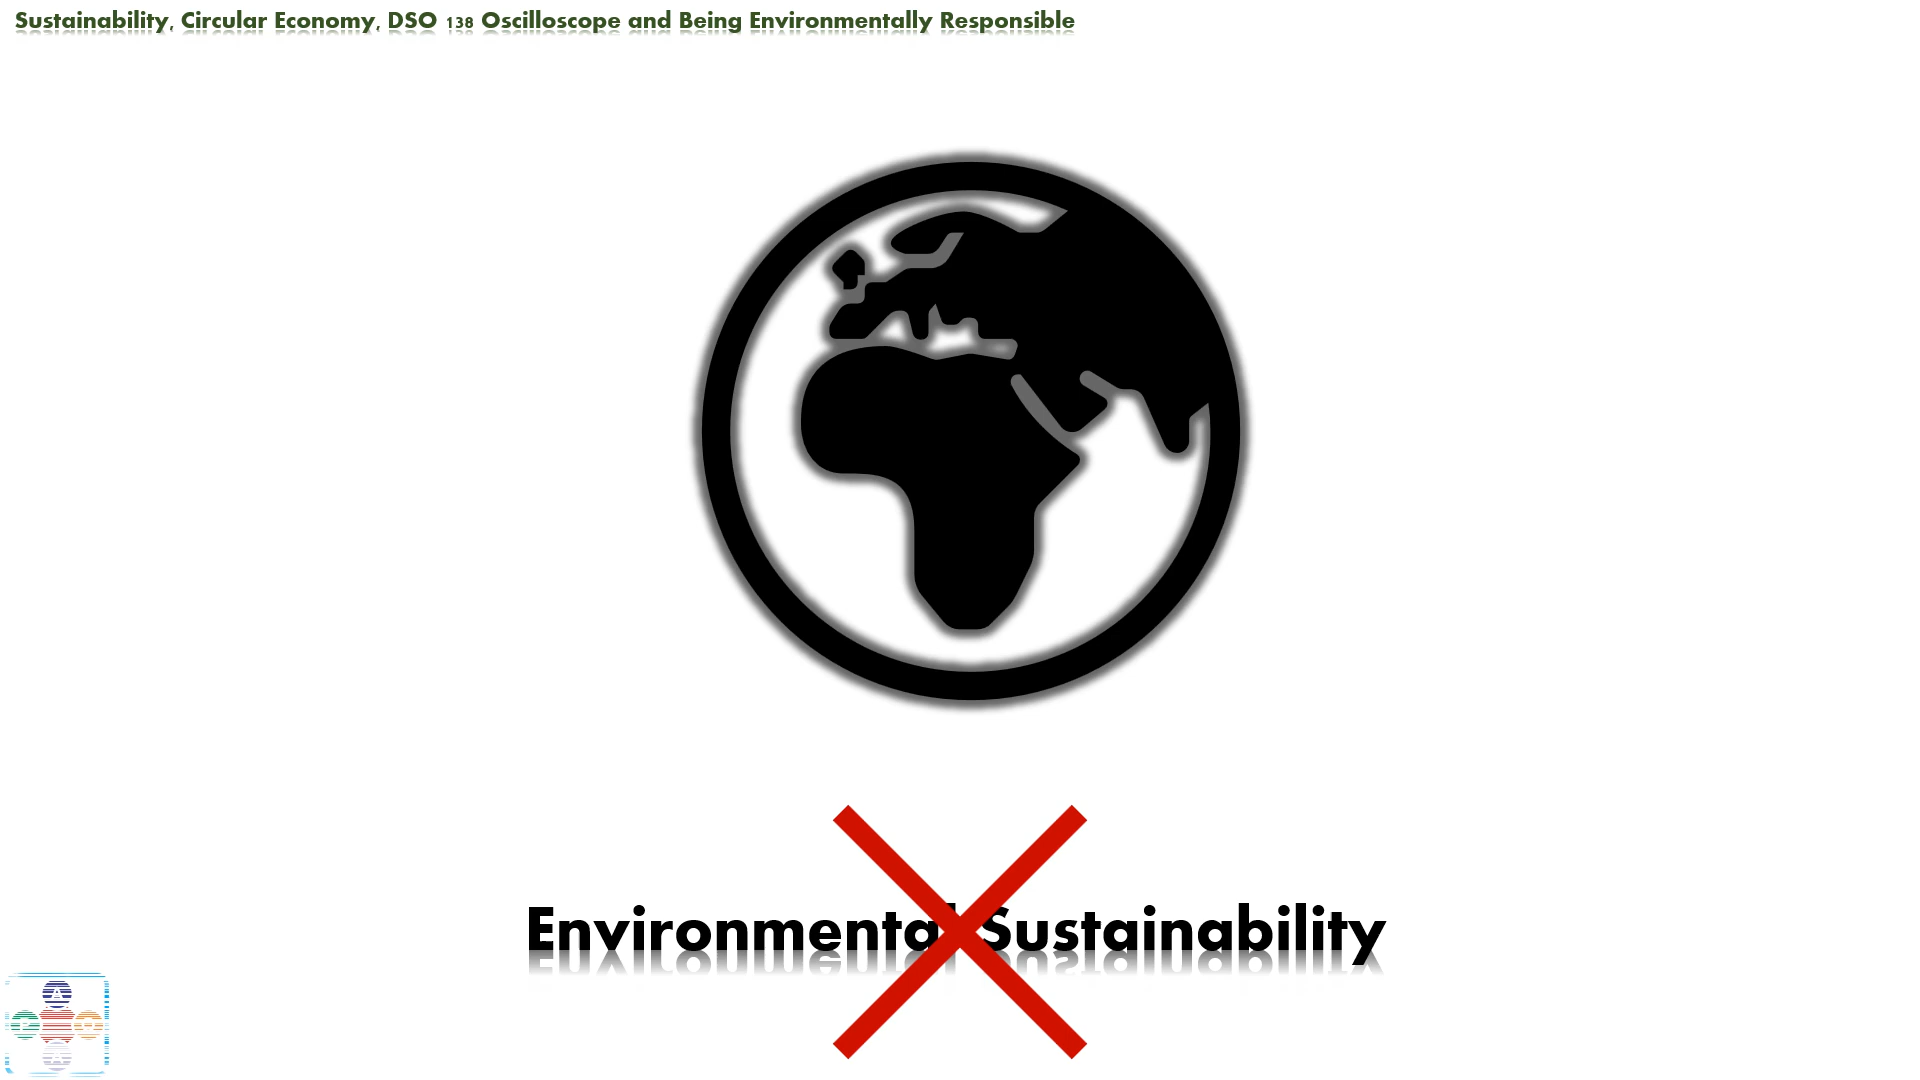 Sustainability, Circular Economy, DSO 138 Oscilloscope and Being Environmentally Responsible
Environmental Sustainability